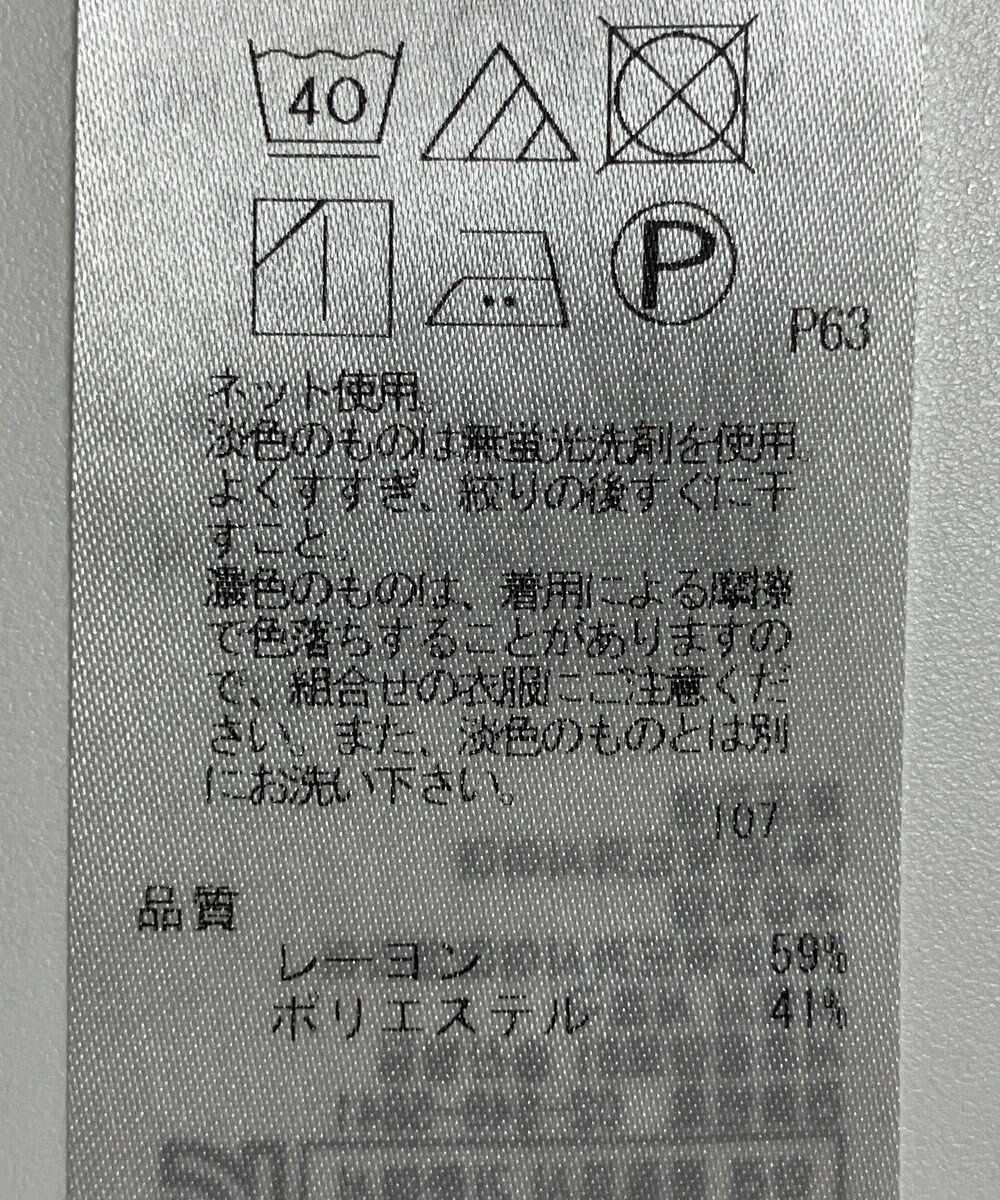 40
P
P63
ネット使用。
淡色のものは無蛍光洗剤を使用。
よくすすぎ、絞りの後すぐに干
すこと。
濃色のものは、着用による摩擦
で色落ちすることがありますの
で、組合せの衣服にご注意くだ
さい。また、淡色のものとは別
にお洗い下さい。
107
品質
レーヨン 59%
ポリエステル 41%